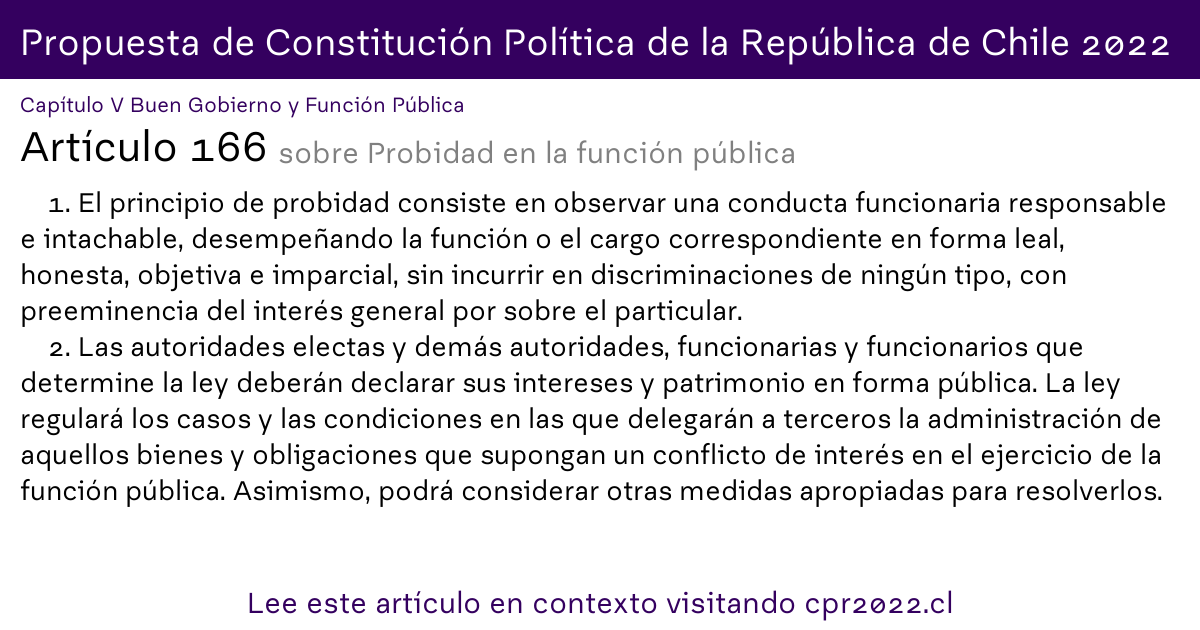 Propuesta de Constitución Política de la República de Chile 2022
Capítulo V Buen Gobierno y Función Pública
Artículo 166 sobre Probidad en la función pública
1. El principio de probidad consiste en observar una conducta funcionaria responsable
e intachable, desempeñando la función o el cargo correspondiente en forma leal,
honesta, objetiva e imparcial, sin incurrir en discriminaciones de ningún tipo, con
preeminencia del interés general por sobre el particular.
2. Las autoridades electas y demás autoridades, funcionarias y funcionarios que
determine la ley deberán declarar sus intereses y patrimonio en forma pública. La ley
regulará los casos y las condiciones en las que delegarán a terceros la administración de
aquellos bienes y obligaciones que supongan un conflicto de interés en el ejercicio de la
función pública. Asimismo, podrá considerar otras medidas apropiadas para resolverlos.
Lee este artículo en contexto visitando cpr2022.cl